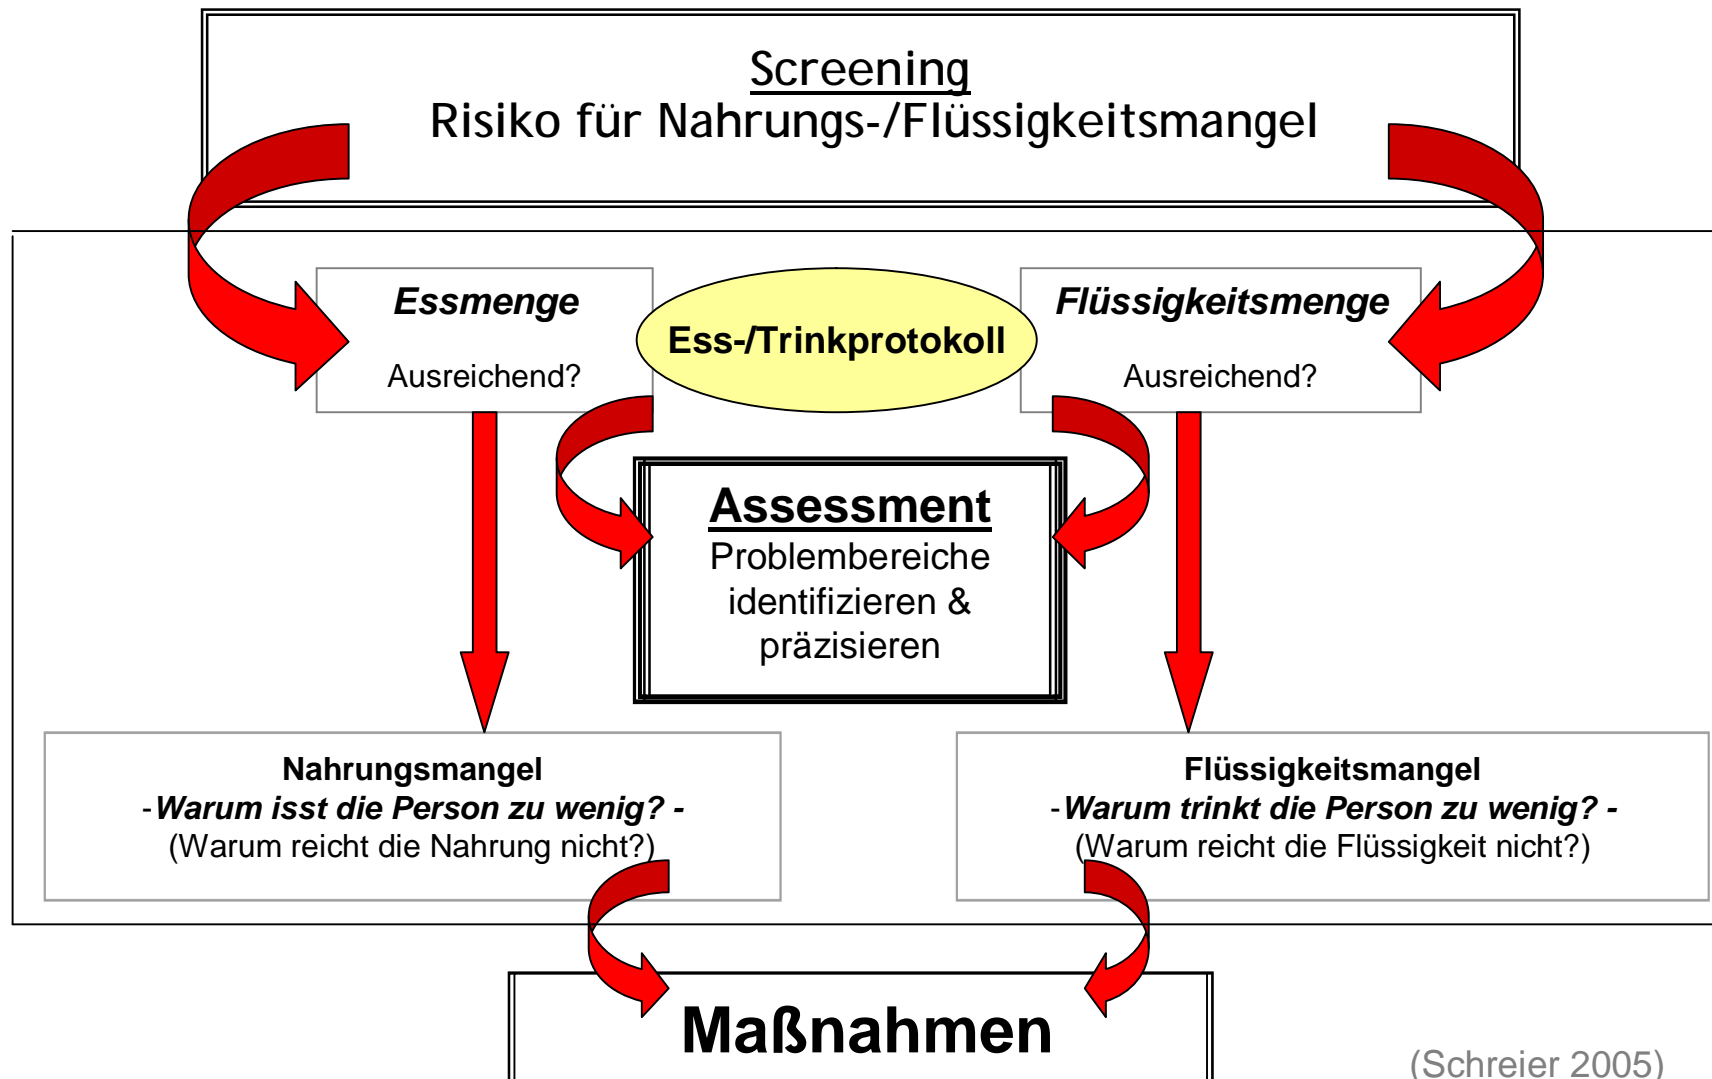 Screening
Risiko für Nahrungs-/Flüssigkeitsmangel
Essmenge
Ausreichend?
Ess-/Trinkprotokoll
Flüssigkeitsmenge
Ausreichend?
Assessment
Problembereiche
identifizieren &
präzisieren
Nahrungsmangel
-Warum isst die Person zu wenig? -
(Warum reicht die Nahrung nicht?)
Flüssigkeitsmangel
-Warum trinkt die Person zu wenig? -
(Warum reicht die Flüssigkeit nicht?)
Maßnahmen
(Schreier 2005)